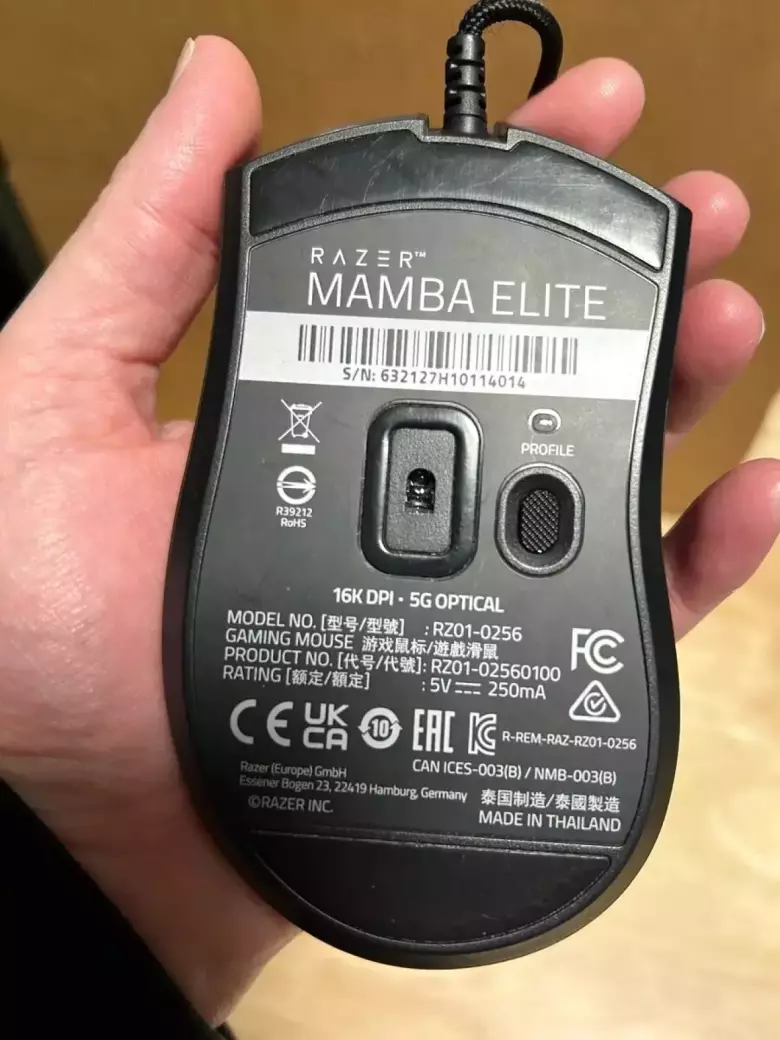 RAZER™
MAMBA ELITE
S/N: 632127H10114014
PROFILE
R39212
RoHS
16K DPI · 5G OPTICAL
MODEL NO. [型号/型號] : RZ01-0256
GAMING MOUSE 游戏鼠标/遊戲滑鼠
PRODUCT NO. [代号/代號]: RZ01-02560100
RATING [额定/額定] : 5V 250mA
FC
CE UK CA 10 EAC R-REM-RAZ-RZ01-0256
CAN ICES-003(B) / NMB-003(B)
Razer (Europe) GmbH
Essener Bogen 23, 22419 Hamburg, Germany
©RAZER INC.
泰国制造/泰國製造
MADE IN THAILAND